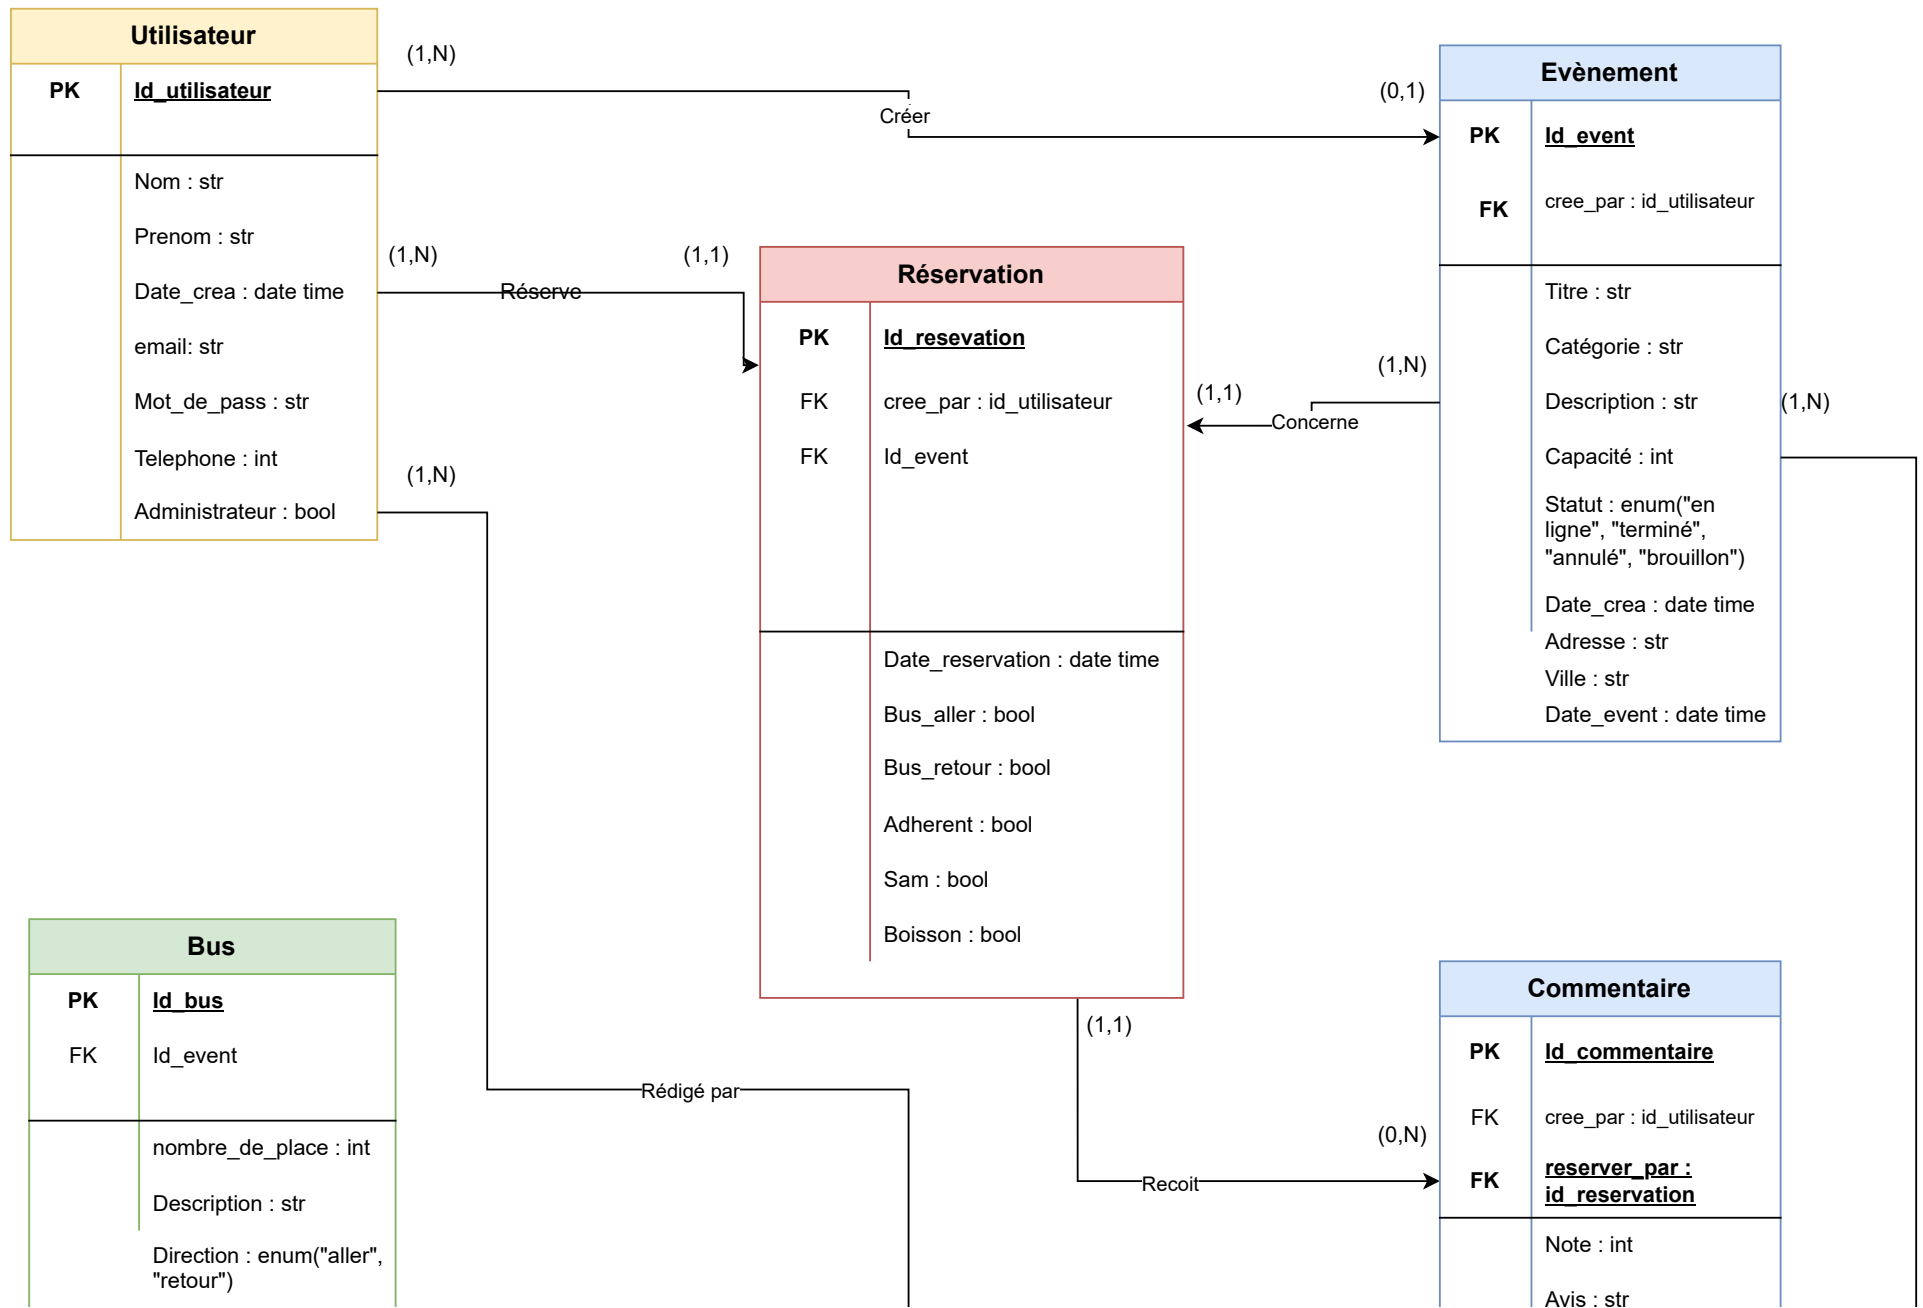 Utilisateur
PK
Id_utilisateur
Nom : str
Prenom : str
Date_crea : date time
email: str
Mot_de_pass : str
Telephone : int
Administrateur : bool
(1,N)
Créer
(0,1)
(1,N)
Réserve
(1,1)
(1,N)
Rédigé par
Evènement
PK
Id_event
FK
cree_par : id_utilisateur
Titre : str
Catégorie : str
Description : str
Capacité : int
Statut : enum("en
ligne", "terminé",
"annulé", "brouillon")
Date_crea : date time
Adresse : str
Ville : str
Date_event : date time
(1,N)
(1,N)
Concerne
(1,1)
Réservation
PK
Id_resevation
FK
cree_par : id_utilisateur
FK
Id_event
Date_reservation : date time
Bus_aller : bool
Bus_retour : bool
Adherent : bool
Sam : bool
Boisson : bool
(1,1)
Recoit
(0,N)
Bus
PK
Id_bus
FK
Id_event
nombre_de_place : int
Description : str
Direction : enum("aller",
"retour")
Commentaire
PK
Id_commentaire
FK
cree_par : id_utilisateur
FK
reserver_par :
id_reservation
Note : int
Avis : str